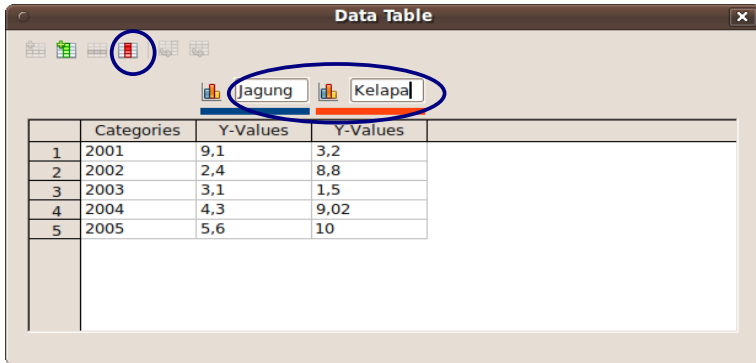 Data Table
Jagung Kelapa
Categories Y-Values Y-Values
1 2001 9,1 3,2
2 2002 2,4 8,8
3 2003 3,1 1,5
4 2004 4,3 9,02
5 2005 5,6 10